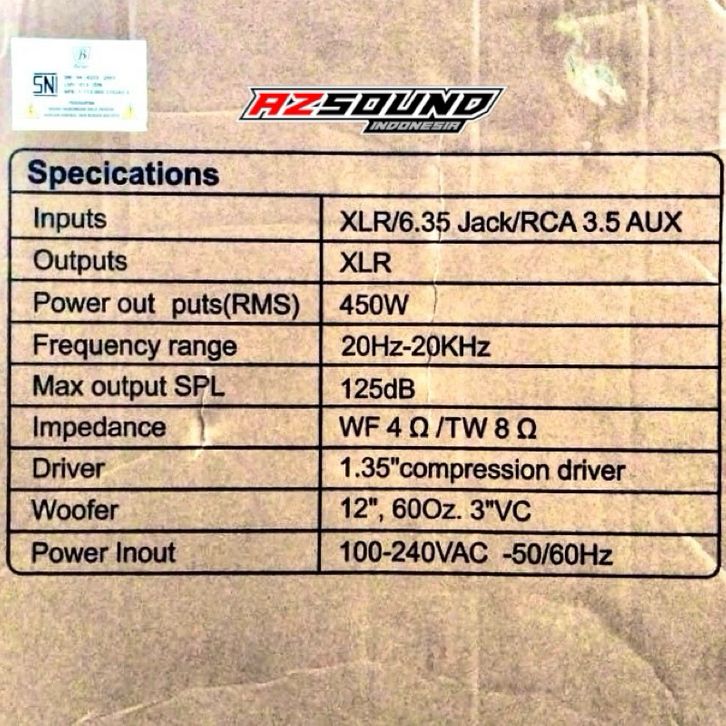 SNI
AZSOUND
INDONESIA
Specications
Inputs XLR/6.35 Jack/RCA 3.5 AUX
Outputs XLR
Power out puts(RMS) 450W
Frequency range 20Hz-20KHz
Max output SPL 125dB
Impedance WF 4 Ω /TW 8 Ω
Driver 1.35"compression driver
Woofer 12", 60Oz. 3"VC
Power Inout 100-240VAC -50/60Hz